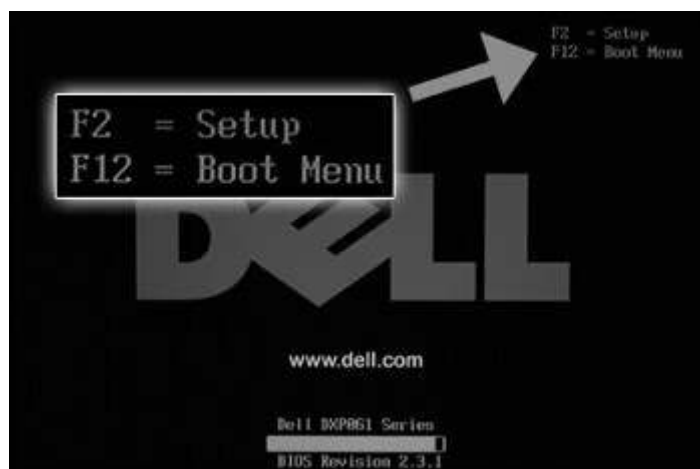 F2 = Setup
F12 = Boot Menu
F2 = Setup
F12 = Boot Menu
DELL
www.dell.com
Dell DXP061 Series
BIOS Revision 2.3.1